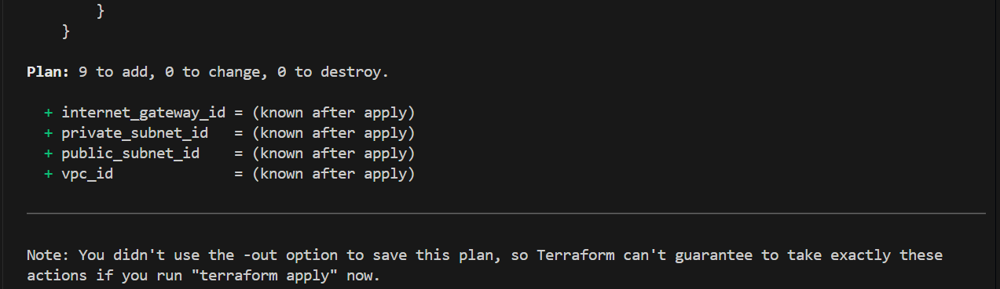 }
}
Plan: 9 to add, 0 to change, 0 to destroy.
+ internet_gateway_id = (known after apply)
+ private_subnet_id   = (known after apply)
+ public_subnet_id    = (known after apply)
+ vpc_id              = (known after apply)
Note: You didn't use the -out option to save this plan, so Terraform can't guarantee to take exactly these
actions if you run "terraform apply" now.